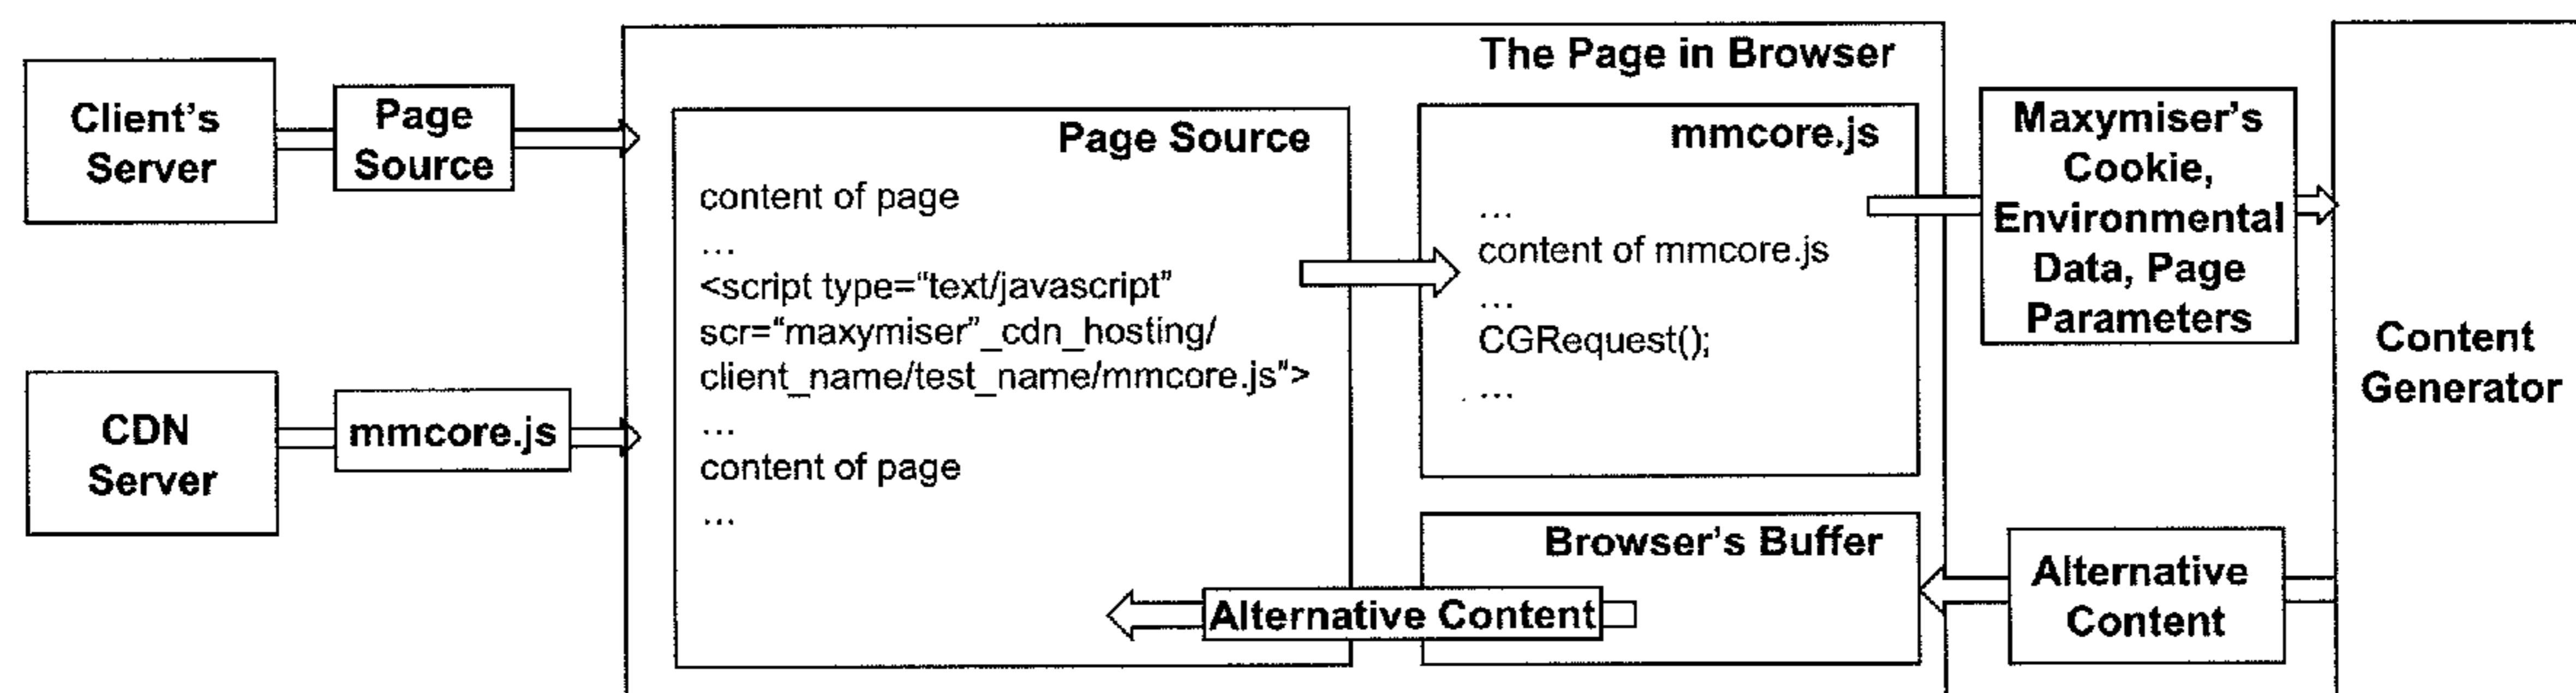 The Page in Browser
Client's
Server
Page
Source
Page Source
content of page
...
<script type="text/javascript"
scr="maxymiser"_cdn_hosting/
client_name/test_name/mmcore.js">
...
content of page
...
mmcore.js
...
content of mmcore.js
...
CGRequest();
...
Maxymiser's
Cookie,
Environmental
Data, Page
Parameters
Content
Generator
CDN
Server
mmcore.js
Browser's Buffer
Alternative Content
Alternative
Content